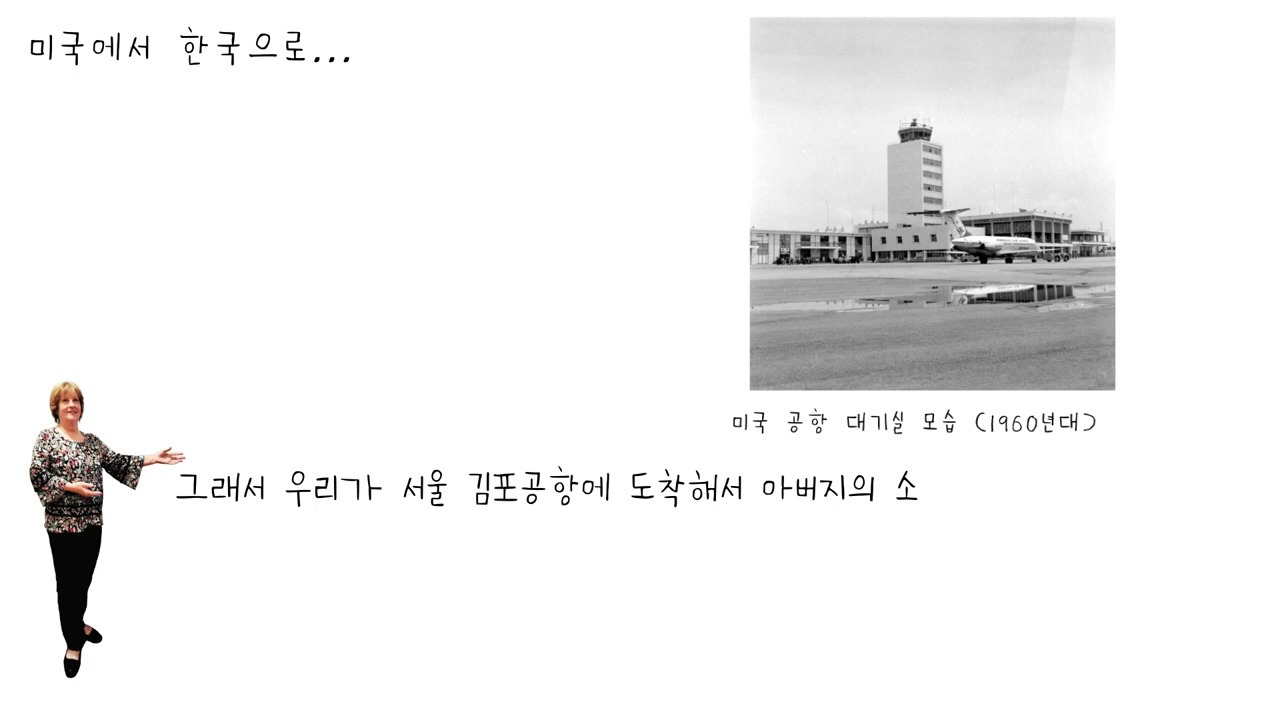 미국에서 한국으로...
미국 공항 대기실 모습 (1960년대)
그래서 우리가 서울 김포공항에 도착해서 아버지의 소